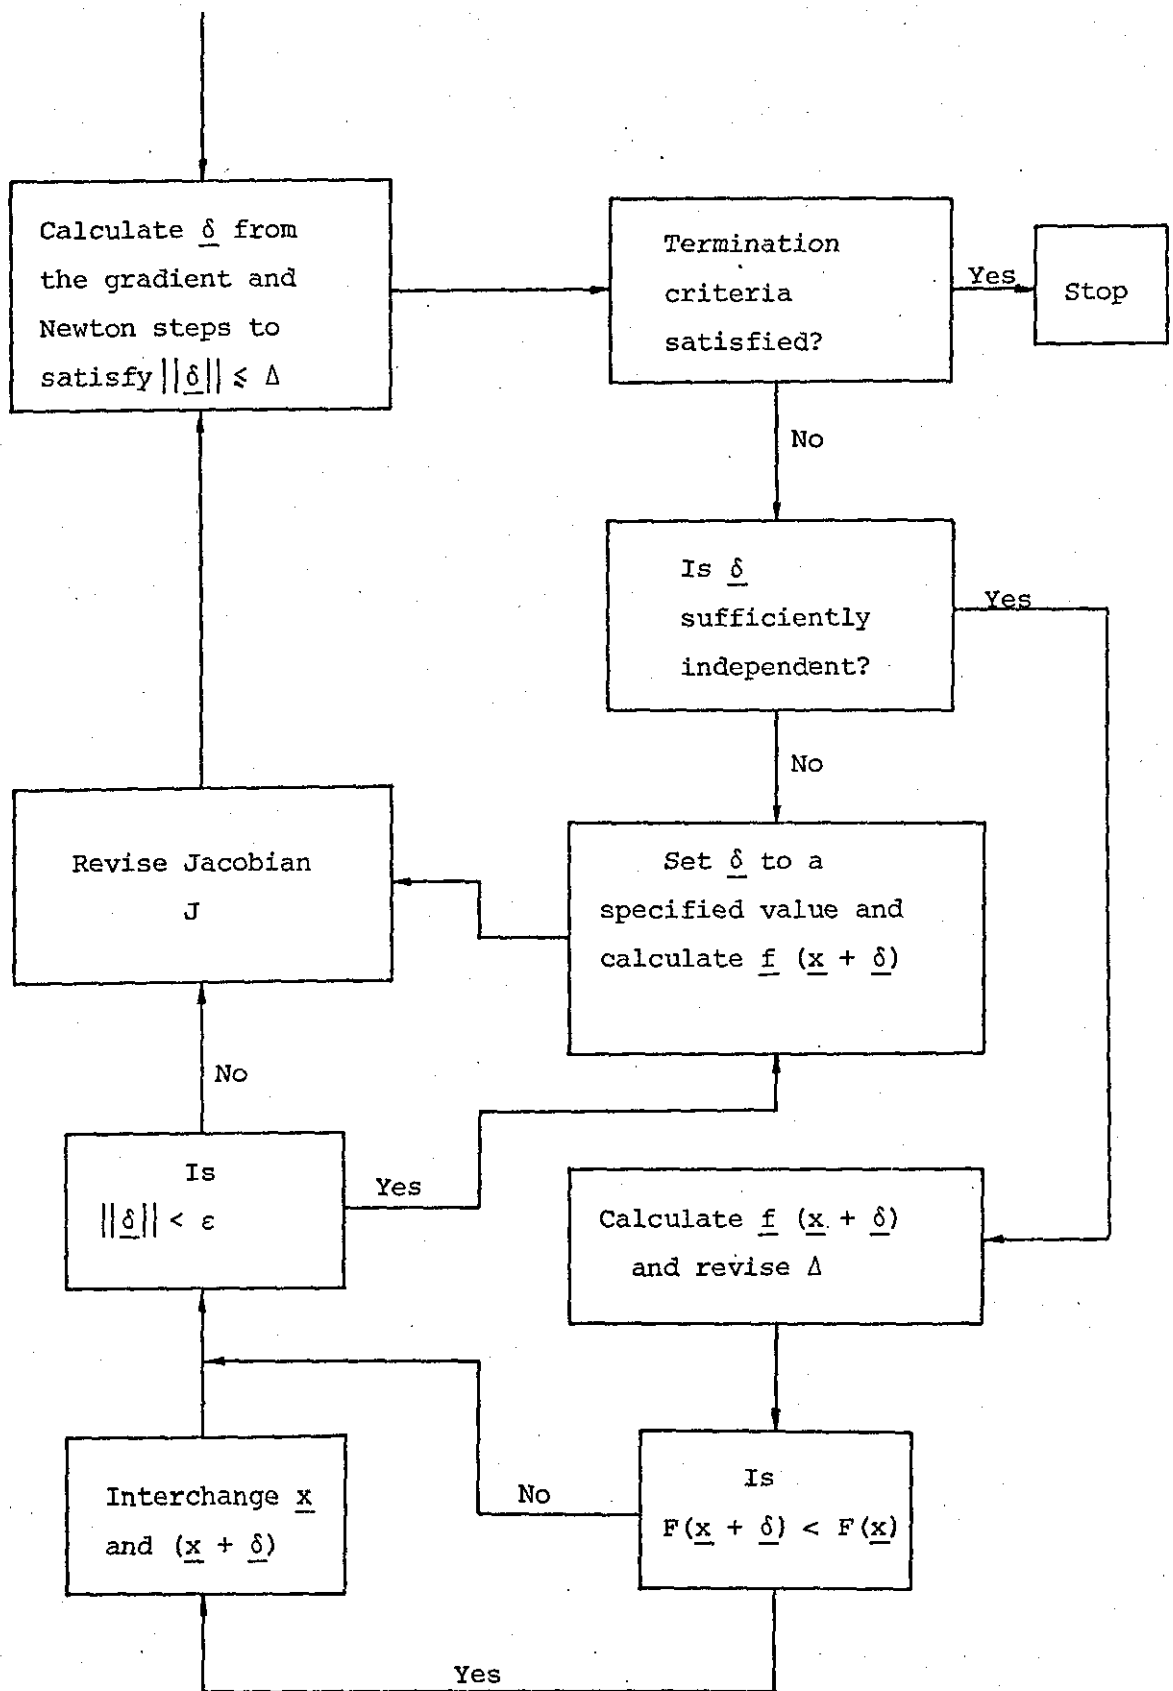 Calculate δ from
the gradient and
Newton steps to
satisfy ||δ|| ⩽ Δ
Termination
criteria
satisfied?
Yes
Stop
No
Is δ
sufficiently
independent?
Yes
No
Revise Jacobian
J
Set δ to a
specified value and
calculate f (x + δ)
No
Is
||δ|| < ε
Yes
Calculate f (x + δ)
and revise Δ
Interchange x
and (x + δ)
No
Is
F(x + δ) < F(x)
Yes